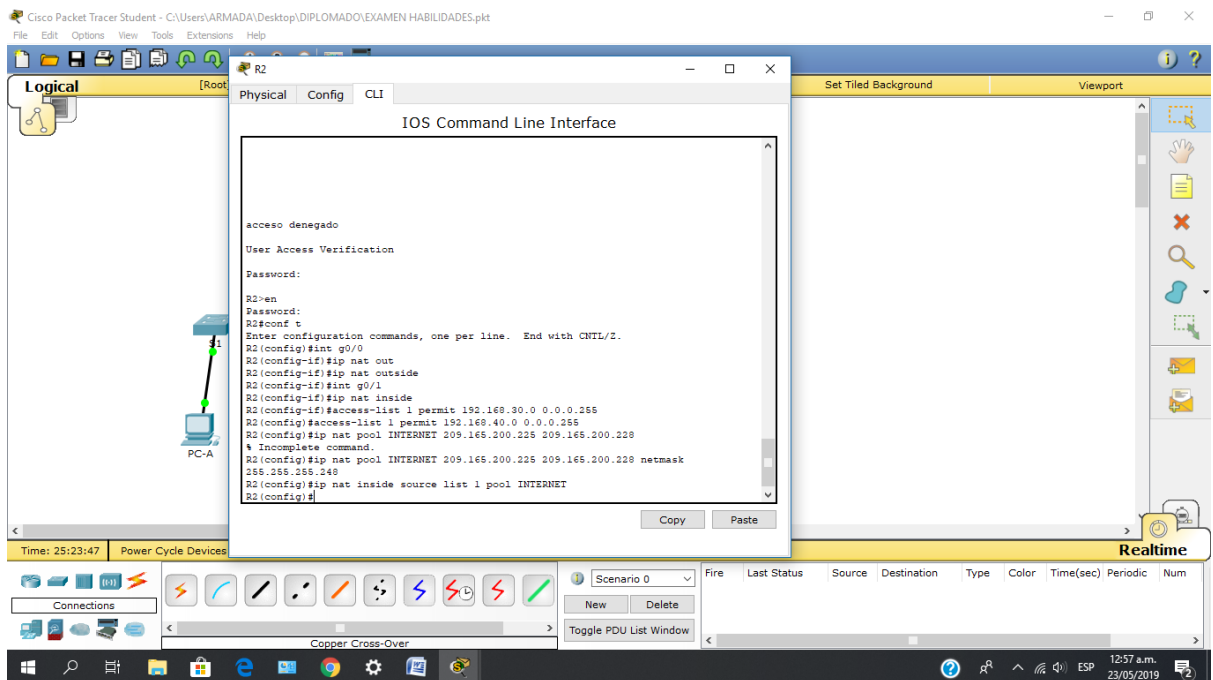 Cisco Packet Tracer Student - C:\Users\ARMADA\Desktop\DIPLOMADO\EXAMEN HABILIDADES.pkt
File Edit Options View Tools Extensions Help
R2
Logical
[Root
Set Tiled Background
Viewport
Physical Config CLI
IOS Command Line Interface
acceso denegado
User Access Verification
Password:
R2>en
Password:
R2#conf t
Enter configuration commands, one per line. End with CNTL/Z.
R2(config)#int g0/0
R2(config-if)#ip nat out
R2(config-if)#ip nat outside
R2(config-if)#int g0/1
R2(config-if)#ip nat inside
R2(config-if)#access-list 1 permit 192.168.30.0 0.0.0.255
R2(config)#access-list 1 permit 192.168.40.0 0.0.0.255
R2(config)#ip nat pool INTERNET 209.165.200.225 209.165.200.228
% Incomplete command.
R2(config)#ip nat pool INTERNET 209.165.200.225 209.165.200.228 netmask
255.255.255.248
R2(config)#ip nat inside source list 1 pool INTERNET
R2(config)#
Copy Paste
S1
PC-A
Time: 25:23:47 Power Cycle Devices
Realtime
Connections
Copper Cross-Over
Scenario 0
New Delete
Toggle PDU List Window
Fire Last Status Source Destination Type Color Time(sec) Periodic Num
ESP
12:57 a.m.
23/05/2019
2